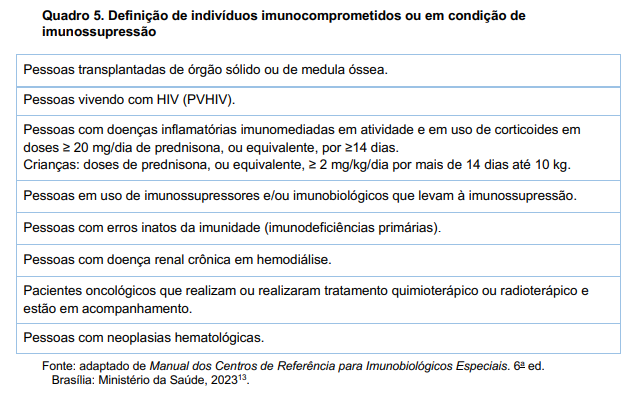 Quadro 5. Definição de indivíduos imunocomprometidos ou em condição de
imunossupressão
Pessoas transplantadas de órgão sólido ou de medula óssea.
Pessoas vivendo com HIV (PVHIV).
Pessoas com doenças inflamatórias imunomediadas em atividade e em uso de corticoides em
doses ≥ 20 mg/dia de prednisona, ou equivalente, por ≥14 dias.
Crianças: doses de prednisona, ou equivalente, ≥ 2 mg/kg/dia por mais de 14 dias até 10 kg.
Pessoas em uso de imunossupressores e/ou imunobiológicos que levam à imunossupressão.
Pessoas com erros inatos da imunidade (imunodeficiências primárias).
Pessoas com doença renal crônica em hemodiálise.
Pacientes oncológicos que realizam ou realizaram tratamento quimioterápico ou radioterápico e
estão em acompanhamento.
Pessoas com neoplasias hematológicas.
Fonte: adaptado de Manual dos Centros de Referência para Imunobiológicos Especiais. 6ª ed.
Brasília: Ministério da Saúde, 2023¹³.